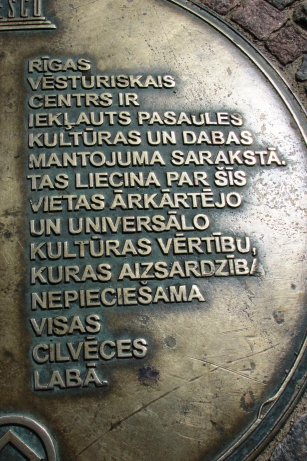 UNESCO
RĪGAS
VĒSTURISKAIS
CENTRS IR
IEKĻAUTS PASAULES
KULTŪRAS UN DABAS
MANTOJUMA SARAKSTĀ.
TAS LIECINA PAR ŠĪS
VIETAS ĀRKĀRTĒJO
UN UNIVERSĀLO
KULTŪRAS VĒRTĪBU,
KURAS AIZSARDZĪBA
NEPIECIEŠAMA
VISAS
CILVĒCES
LABĀ.